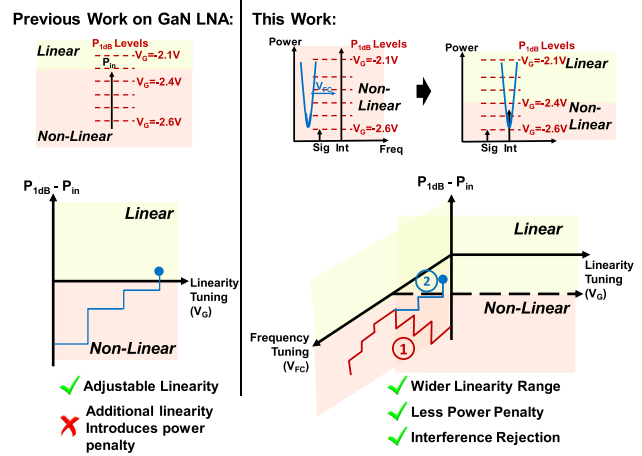 Previous Work on GaN LNA:
Linear
P1dB Levels
VG=-2.1V
Pin
VG=-2.4V
VG=-2.6V
Non-Linear
P1dB - Pin
Linear
Linearity
Tuning
(VG)
Non-Linear
Adjustable Linearity
Additional linearity
Introduces power
penalty
This Work:
Power
P1dB Levels
VG=-2.1V
VFC
Non-
Linear
VG=-2.6V
Sig
Int
Freq
Power
P1dB Levels
VG=-2.1V
Linear
VG=-2.4V
Non-
Linear
VG=-2.6V
Sig
Int
P1dB - Pin
Linear
Linearity
Tuning
(VG)
2
Non-Linear
Frequency
Tuning
(VFC)
1
Wider Linearity Range
Less Power Penalty
Interference Rejection